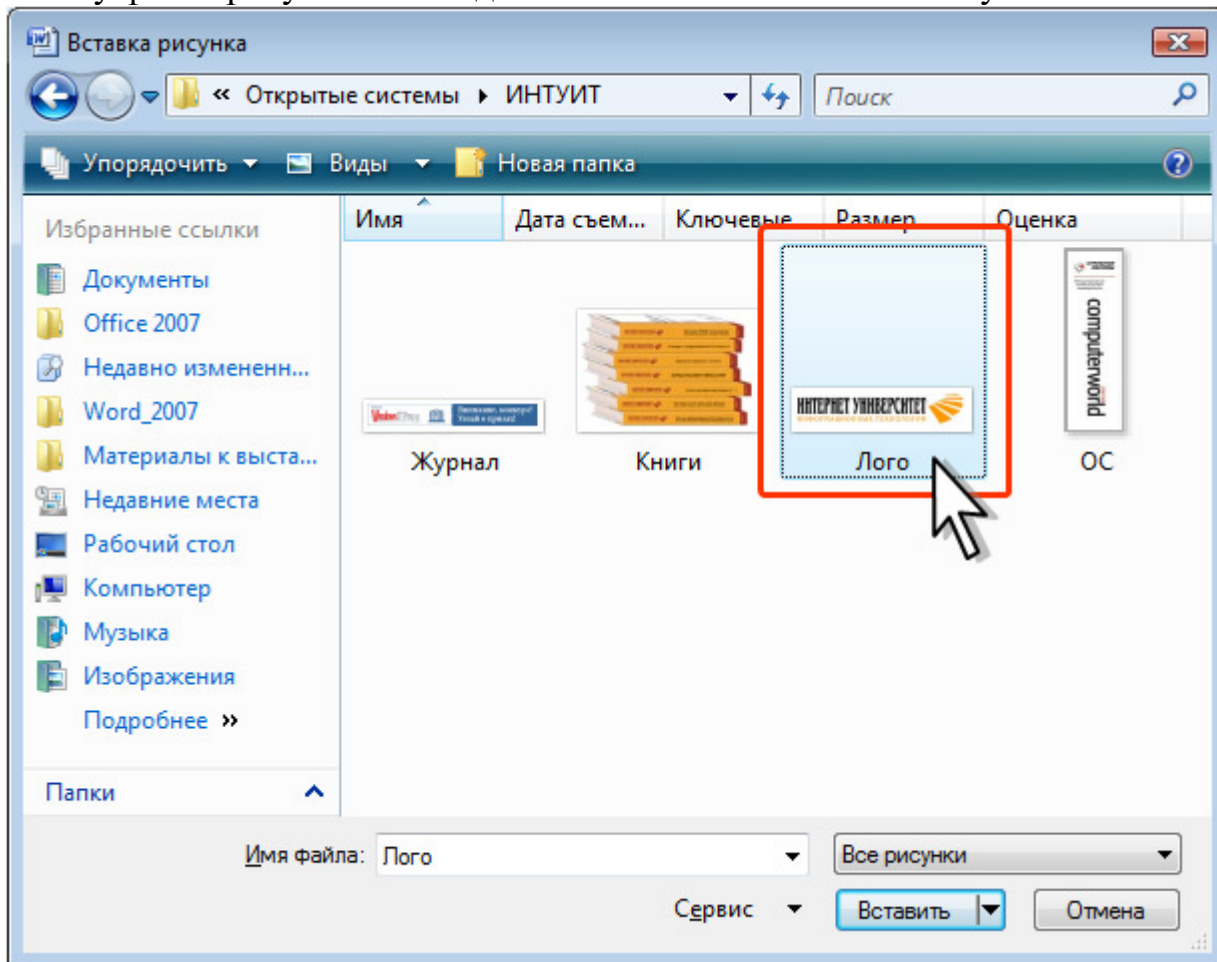 Вставка рисунка
« Открытые системы ▸ ИНТУИТ
Поиск
Упорядочить
Виды
Новая папка
Избранные ссылки
Документы
Office 2007
Недавно измененн...
Word_2007
Материалы к выста...
Недавние места
Рабочий стол
Компьютер
Музыка
Изображения
Подробнее »
Папки
Имя Дата съем... Ключевые Размер Оценка
Внимание, конкурс!
ИНТЕРНЕТ УНИВЕРСИТЕТ
computerworld
Журнал Книги Лого ОС
Имя файла: Лого
Все рисунки
Сервис
Вставить
Отмена